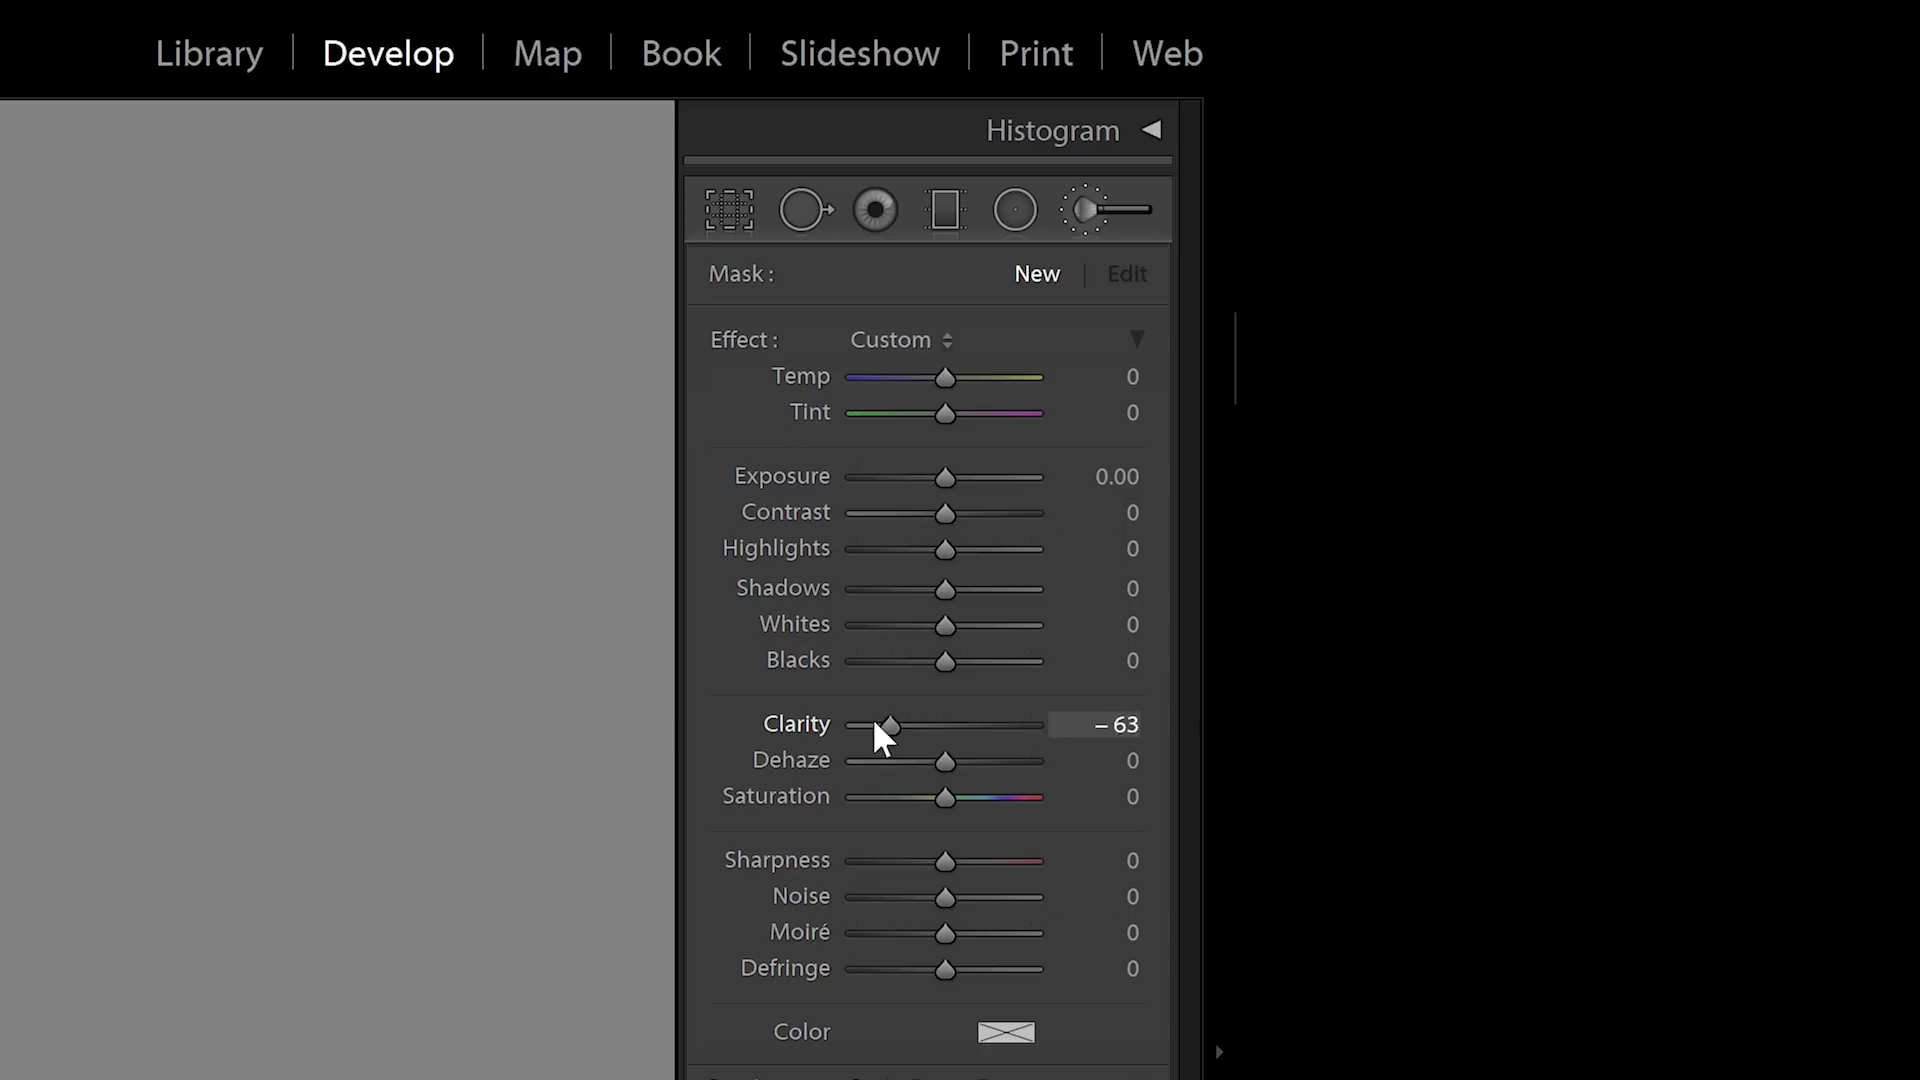 Library | Develop | Map | Book | Slideshow | Print | Web
Histogram
Mask : New | Edit
Effect : Custom
Temp 0
Tint 0
Exposure 0.00
Contrast 0
Highlights 0
Shadows 0
Whites 0
Blacks 0
Clarity – 63
Dehaze 0
Saturation 0
Sharpness 0
Noise 0
Moiré 0
Defringe 0
Color